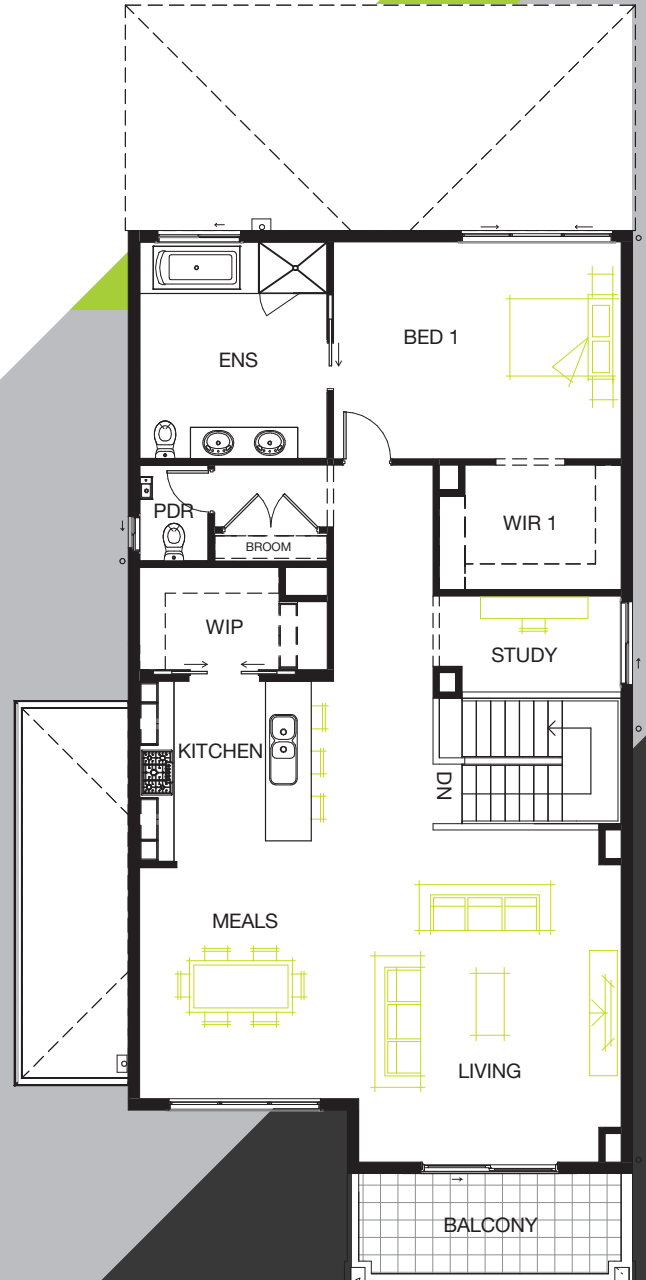 BED 1
ENS
PDR
WIR 1
BROOM
WIP
STUDY
KITCHEN
DN
MEALS
LIVING
BALCONY